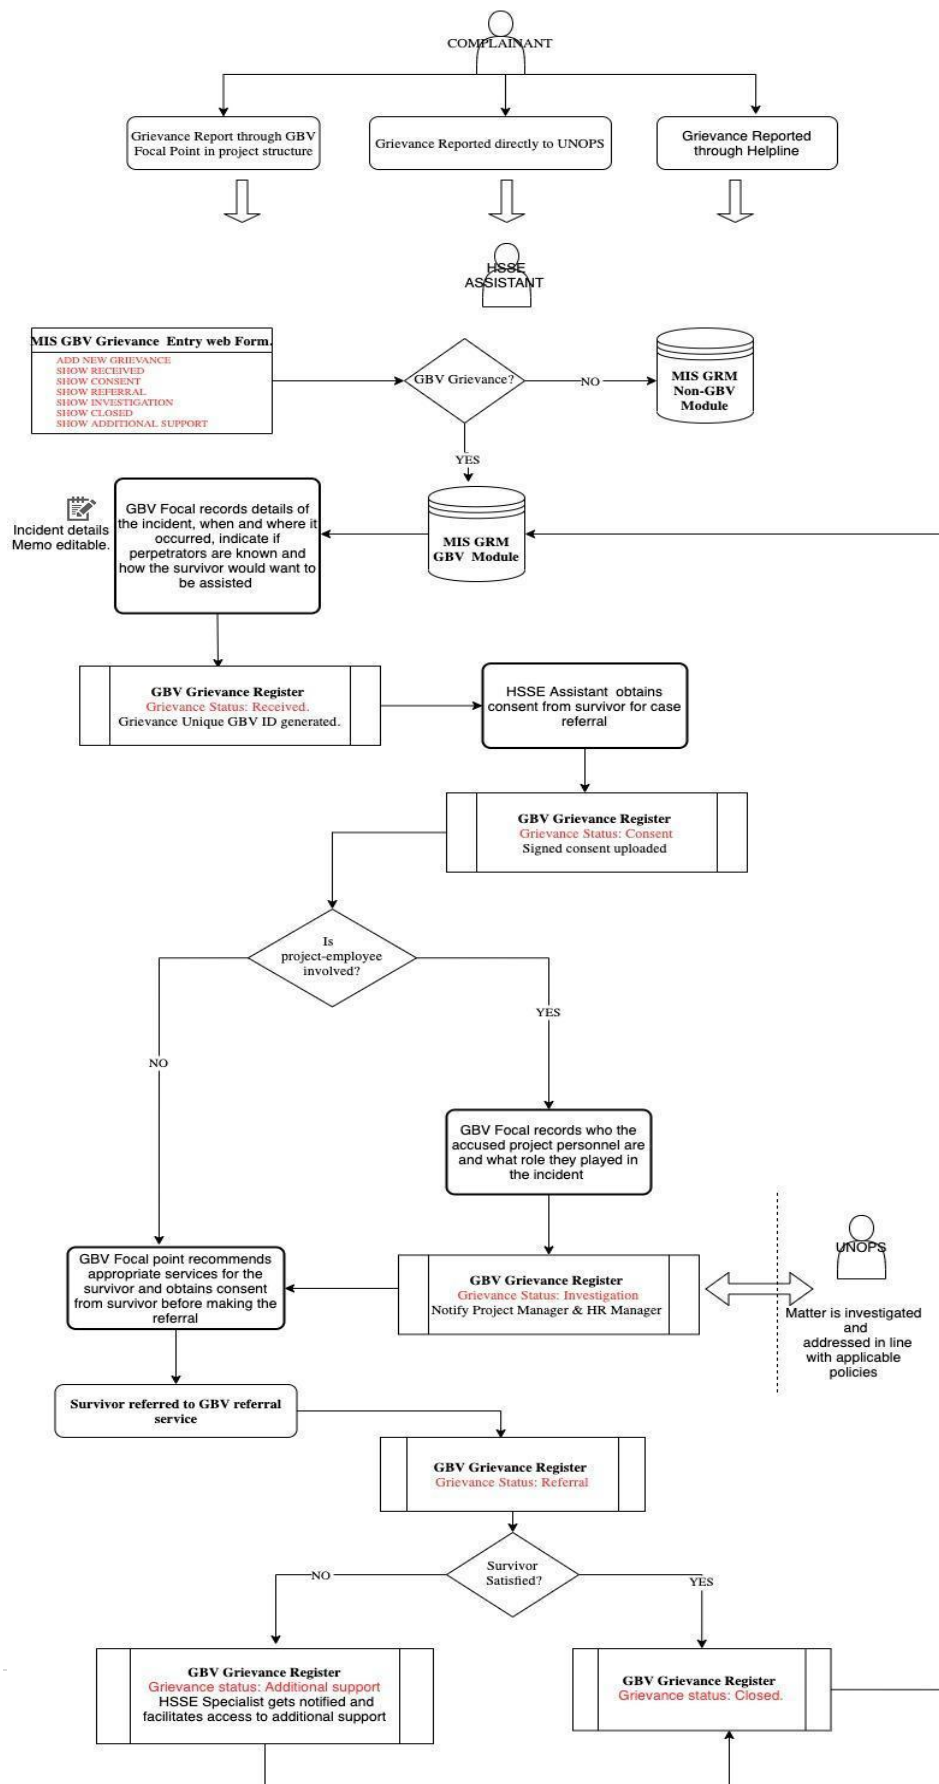 COMPLAINANT
Grievance Report through GBV
Focal Point in project structure
Grievance Reported directly to UNOPS
Grievance Reported
through Helpline
HSSE
ASSISTANT
MIS GBV Grievance Entry web Form.
ADD NEW GRIEVANCE
SHOW RECEIVED
SHOW CONSENT
SHOW REFERRAL
SHOW INVESTIGATION
SHOW CLOSED
SHOW ADDITIONAL SUPPORT
GBV Grievance?
NO
MIS GRM
Non-GBV
Module
YES
Incident details
Memo editable.
GBV Focal records details of
the incident, when and where it
occurred, indicate if
perpetrators are known and
how the survivor would want to
be assisted
MIS GRM
GBV Module
GBV Grievance Register
Grievance Status: Received.
Grievance Unique GBV ID generated.
HSSE Assistant obtains
consent from survivor for case
referral
GBV Grievance Register
Grievance Status: Consent
Signed consent uploaded
Is
project-employee
involved?
YES
NO
GBV Focal records who the
accused project personnel are
and what role they played in
the incident
GBV Focal point recommends
appropriate services for the
survivor and obtains consent
from survivor before making the
referral
GBV Grievance Register
Grievance Status: Investigation
Notify Project Manager & HR Manager
UNOPS
Matter is investigated
and
addressed in line
with applicable
policies
Survivor referred to GBV referral
service
GBV Grievance Register
Grievance Status: Referral
Survivor
Satisfied?
NO
YES
GBV Grievance Register
Grievance status: Additional support
HSSE Specialist gets notified and
facilitates access to additional support
GBV Grievance Register
Grievance status: Closed.